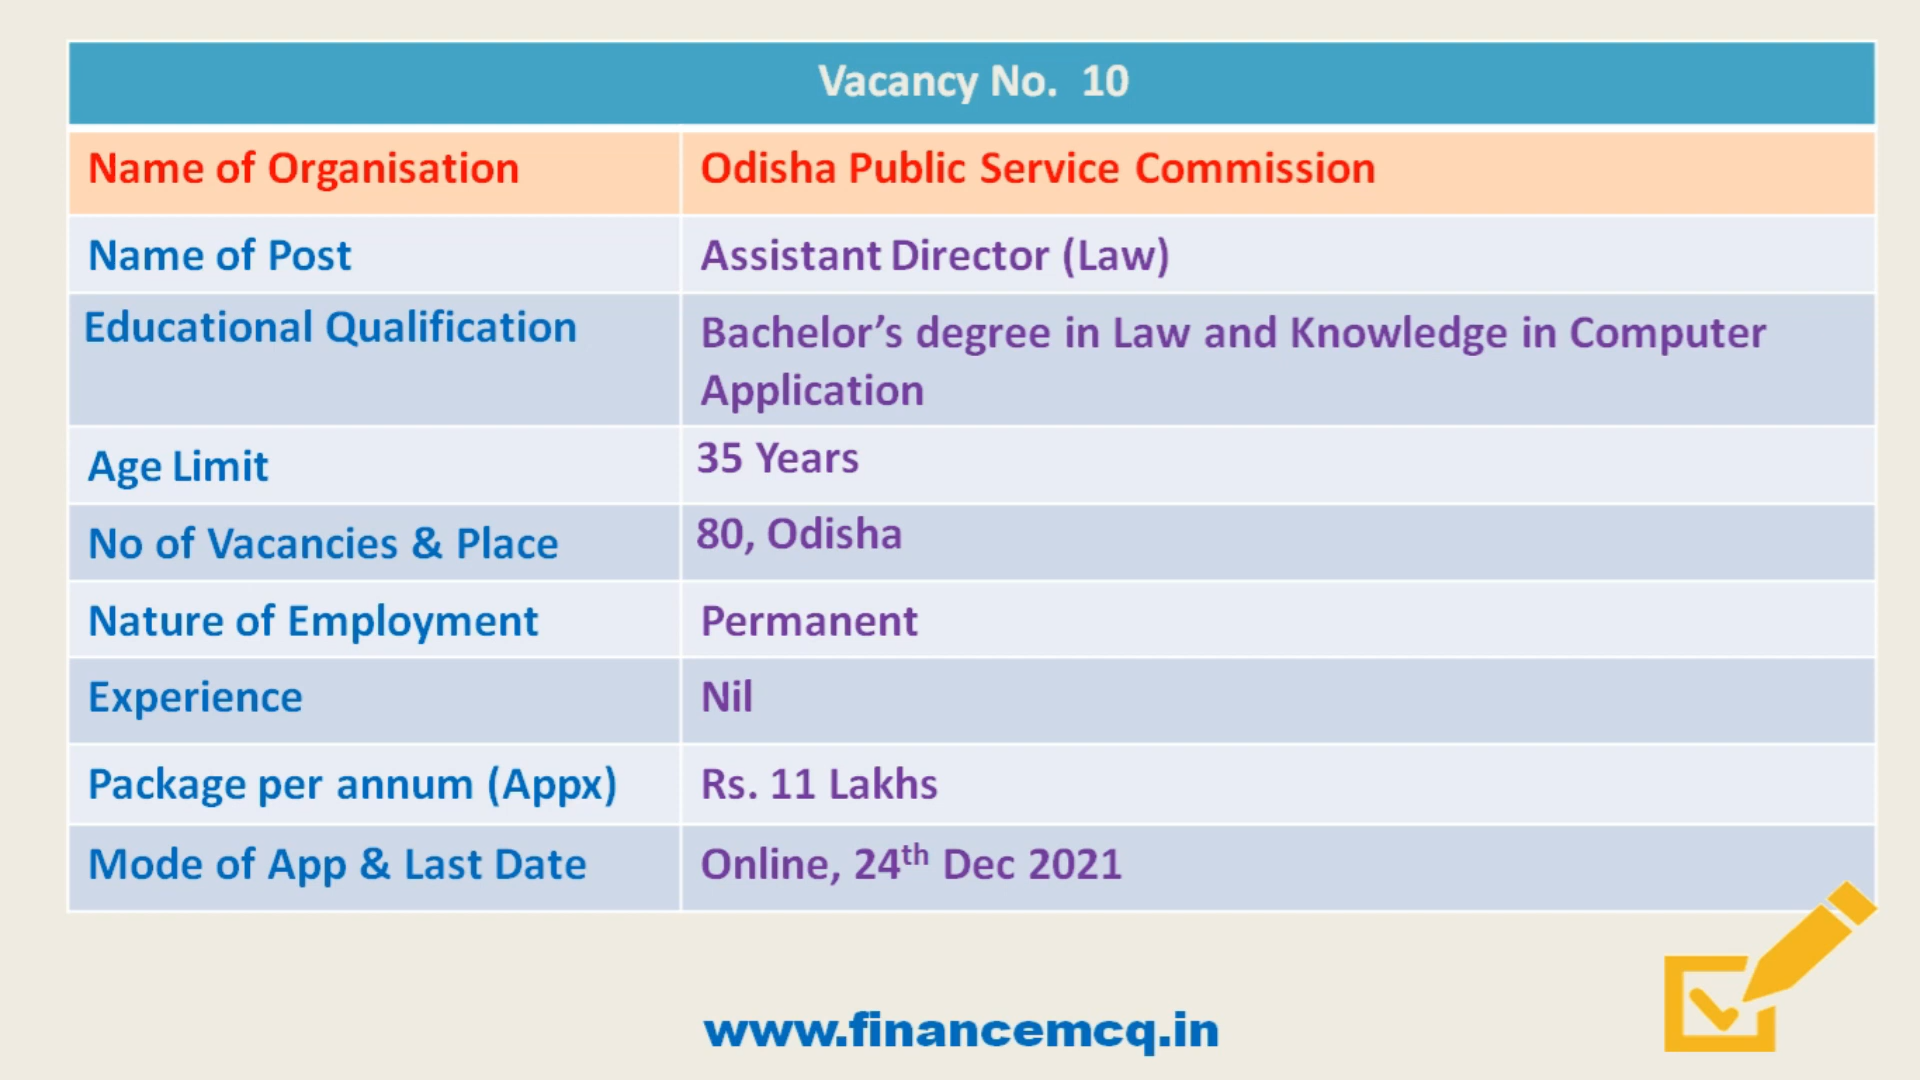 Vacancy No. 10
Name of Organisation Odisha Public Service Commission
Name of Post Assistant Director (Law)
Educational Qualification Bachelor’s degree in Law and Knowledge in Computer
Application
Age Limit 35 Years
No of Vacancies & Place 80, Odisha
Nature of Employment Permanent
Experience Nil
Package per annum (Appx) Rs. 11 Lakhs
Mode of App & Last Date Online, 24th Dec 2021
www.financemcq.in